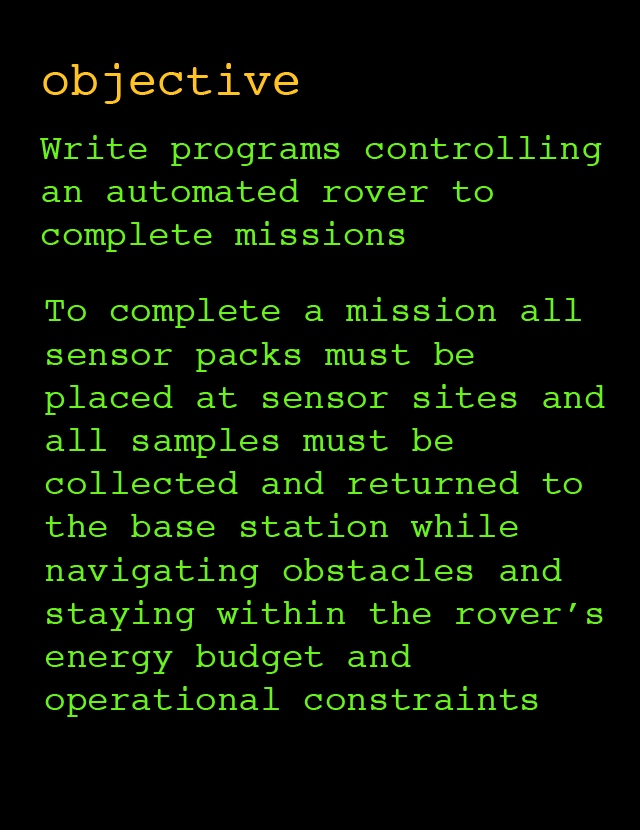 objective
Write programs controlling
an automated rover to
complete missions
To complete a mission all
sensor packs must be
placed at sensor sites and
all samples must be
collected and returned to
the base station while
navigating obstacles and
staying within the rover’s
energy budget and
operational constraints